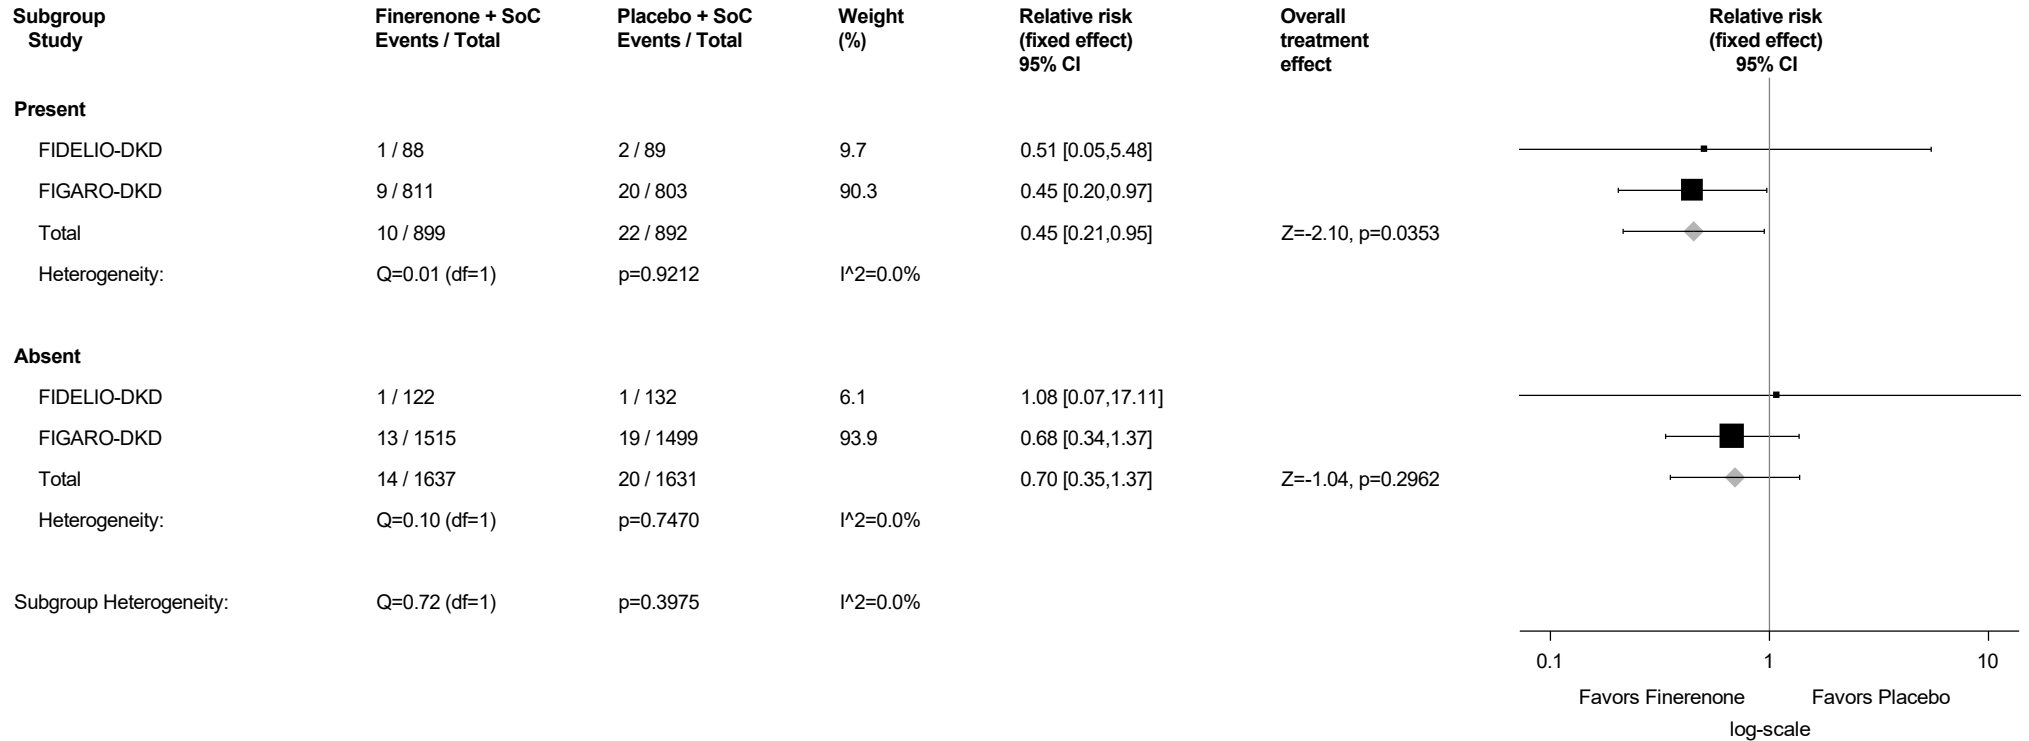 Subgroup Finerenone + SoC Placebo + SoC Weight Relative risk Overall Relative risk
Study Events / Total Events / Total (%) (fixed effect) treatment (fixed effect)
95% CI effect 95% CI
Present
FIDELIO-DKD 1 / 88 2 / 89 9.7 0.51 [0.05,5.48]
FIGARO-DKD 9 / 811 20 / 803 90.3 0.45 [0.20,0.97]
Total 10 / 899 22 / 892 0.45 [0.21,0.95] Z=-2.10, p=0.0353
Heterogeneity: Q=0.01 (df=1) p=0.9212 I^2=0.0%
Absent
FIDELIO-DKD 1 / 122 1 / 132 6.1 1.08 [0.07,17.11]
FIGARO-DKD 13 / 1515 19 / 1499 93.9 0.68 [0.34,1.37]
Total 14 / 1637 20 / 1631 0.70 [0.35,1.37] Z=-1.04, p=0.2962
Heterogeneity: Q=0.10 (df=1) p=0.7470 I^2=0.0%
Subgroup Heterogeneity: Q=0.72 (df=1) p=0.3975 I^2=0.0%
0.1 1 10
Favors Finerenone Favors Placebo
log-scale